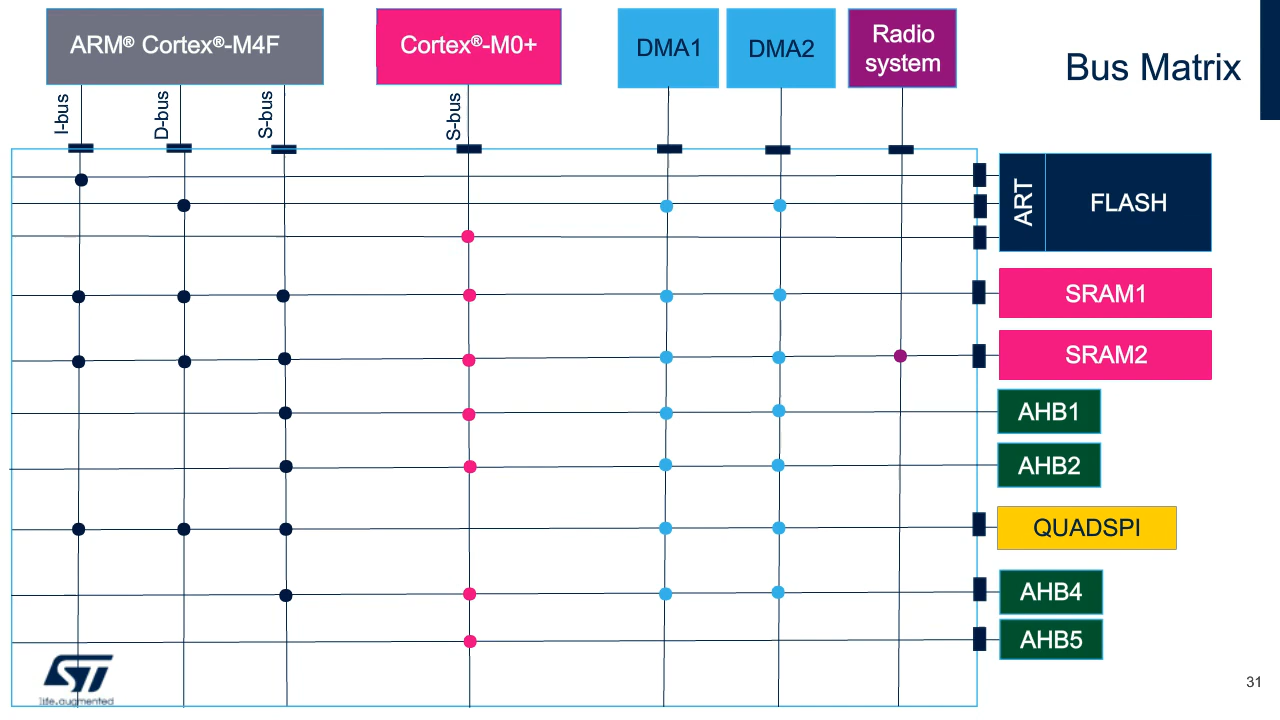 ARM® Cortex®-M4F
Cortex®-M0+
DMA1
DMA2
Radio
system
Bus Matrix
I-bus
D-bus
S-bus
S-bus
ART
FLASH
SRAM1
SRAM2
AHB1
AHB2
QUADSPI
AHB4
AHB5
ST
life.augmented
31